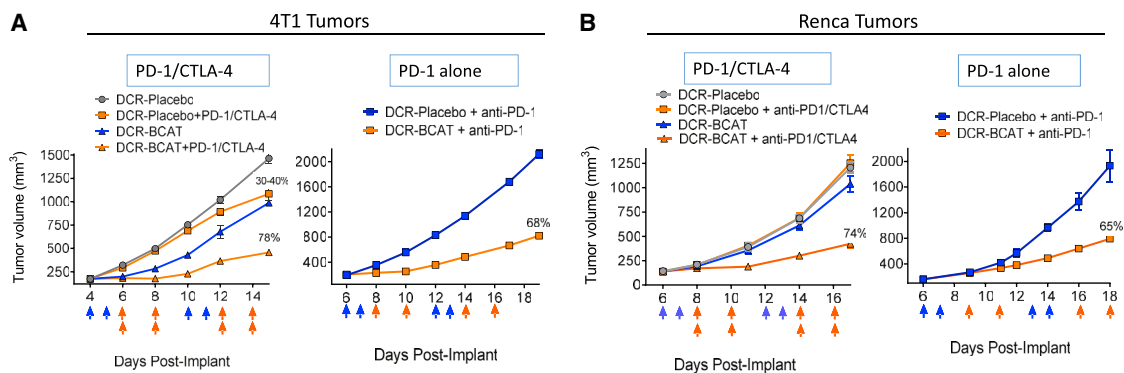 A
4T1 Tumors
PD-1/CTLA-4
DCR-Placebo
DCR-Placebo+PD-1/CTLA-4
DCR-BCAT
DCR-BCAT+PD-1/CTLA-4
Tumor volume (mm3)
1500
1250
1000
750
500
250
30-40%
78%
4 6 8 10 12 14
Days Post-Implant
PD-1 alone
DCR-Placebo + anti-PD-1
DCR-BCAT + anti-PD-1
2000
1600
1200
800
400
68%
6 8 10 12 14 16 18
Days Post-Implant
B
Renca Tumors
PD-1/CTLA-4
DCR-Placebo
DCR-Placebo + anti-PD1/CTLA4
DCR-BCAT
DCR-BCAT + anti-PD1/CTLA4
Tumor volume (mm3)
1250
1000
750
500
250
0
74%
6 8 10 12 14 16
Days Post-Implant
PD-1 alone
DCR-Placebo + anti-PD-1
DCR-BCAT + anti-PD-1
2000
1600
1200
800
400
65%
6 8 10 12 14 16 18
Days Post-Implant